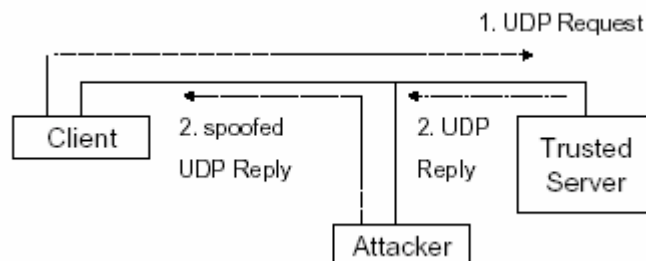 1. UDP Request
Client
2. spoofed
UDP Reply
2. UDP
Reply
Trusted
Server
Attacker